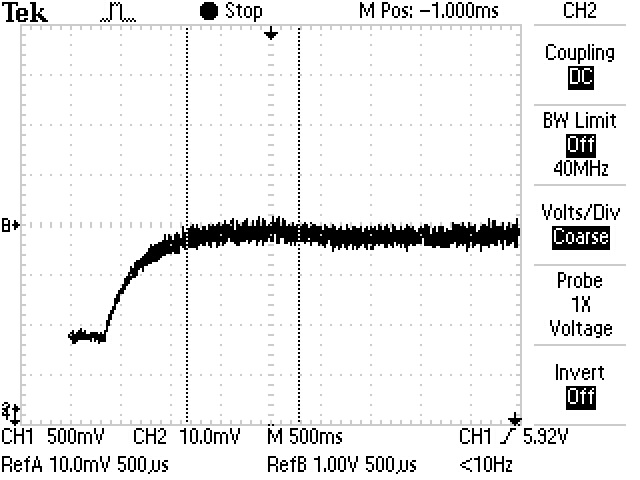 Tek Stop M Pos: -1.000ms CH2
Coupling
DC
BW Limit
Off
40MHz
Volts/Div
Coarse
Probe
1X
Voltage
Invert
Off
B
CH1 500mV CH2 10.0mV M 500ms CH1 5.92V
RefA 10.0mV 500µs RefB 1.00V 500µs <10Hz